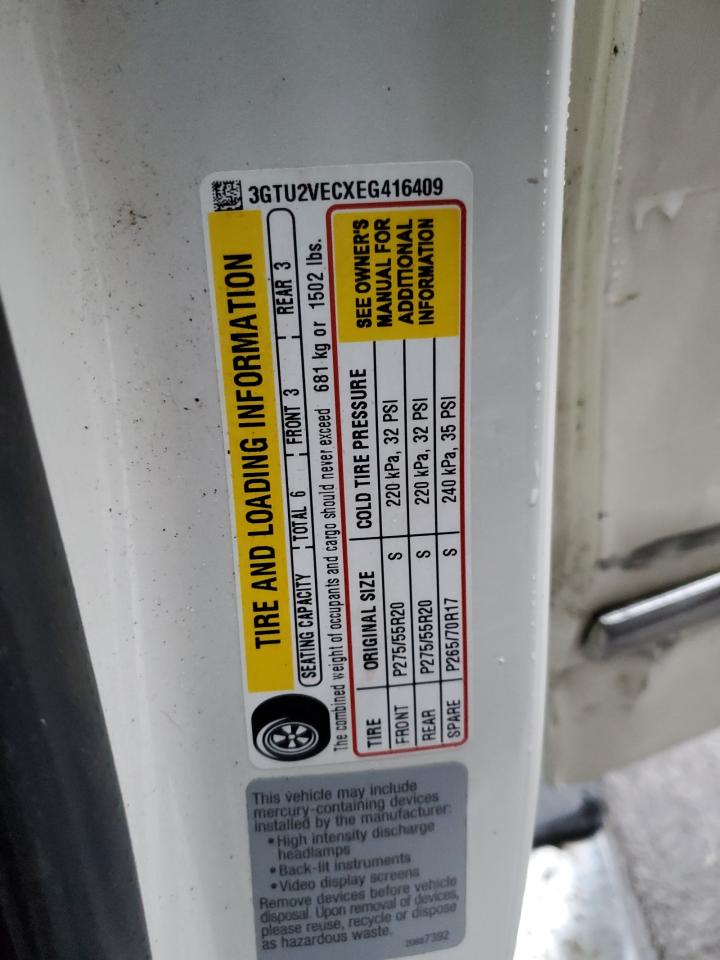 3GTU2VECXEG416409
TIRE AND LOADING INFORMATION
SEATING CAPACITY TOTAL 6 FRONT 3 REAR 3
The combined weight of occupants and cargo should never exceed 681 kg or 1502 lbs.
TIRE ORIGINAL SIZE COLD TIRE PRESSURE
FRONT P275/55R20 S 220 kPa, 32 PSI
REAR P275/55R20 S 220 kPa, 32 PSI
SPARE P265/70R17 S 240 kPa, 35 PSI
SEE OWNER'S
MANUAL FOR
ADDITIONAL
INFORMATION
This vehicle may include
mercury-containing devices
installed by the manufacturer:
• High intensity discharge
headlamps
• Back-lit instruments
• Video display screens
Remove devices before vehicle
disposal. Upon removal of devices,
please reuse, recycle or dispose
as hazardous waste.